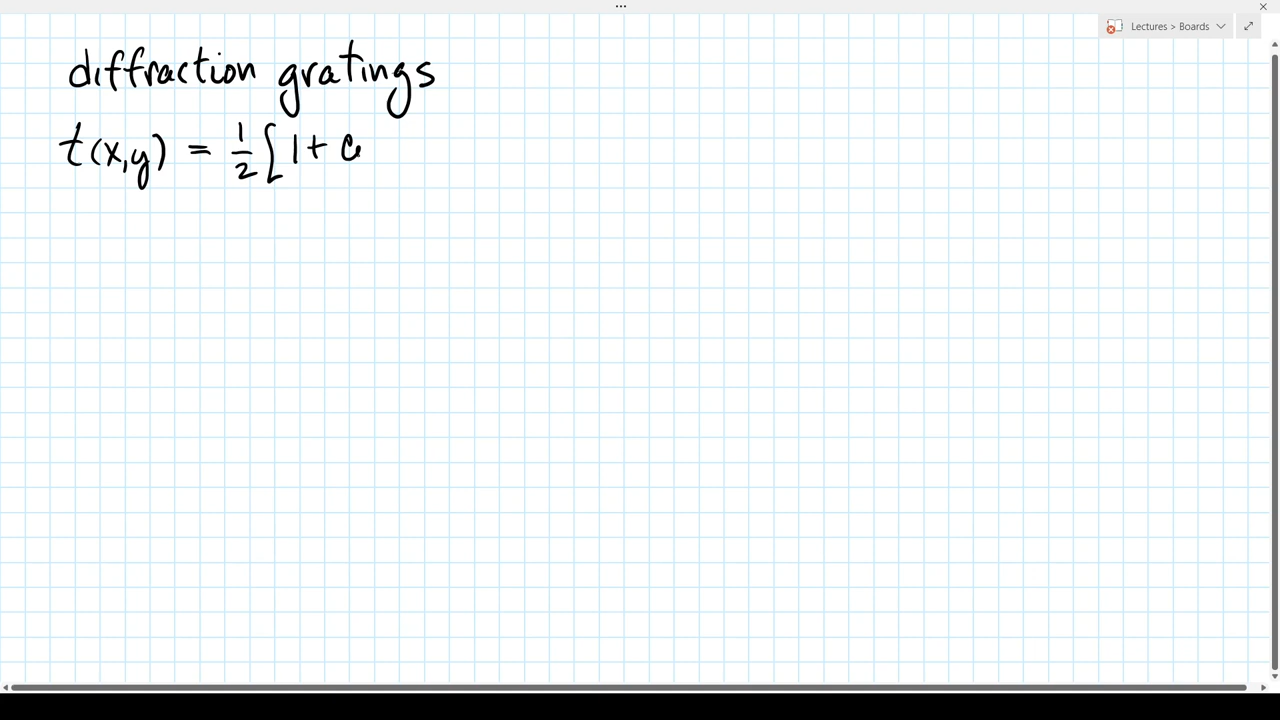 Lectures > Boards
diffraction gratings
t(x,y) = 1/2 [ 1 + c